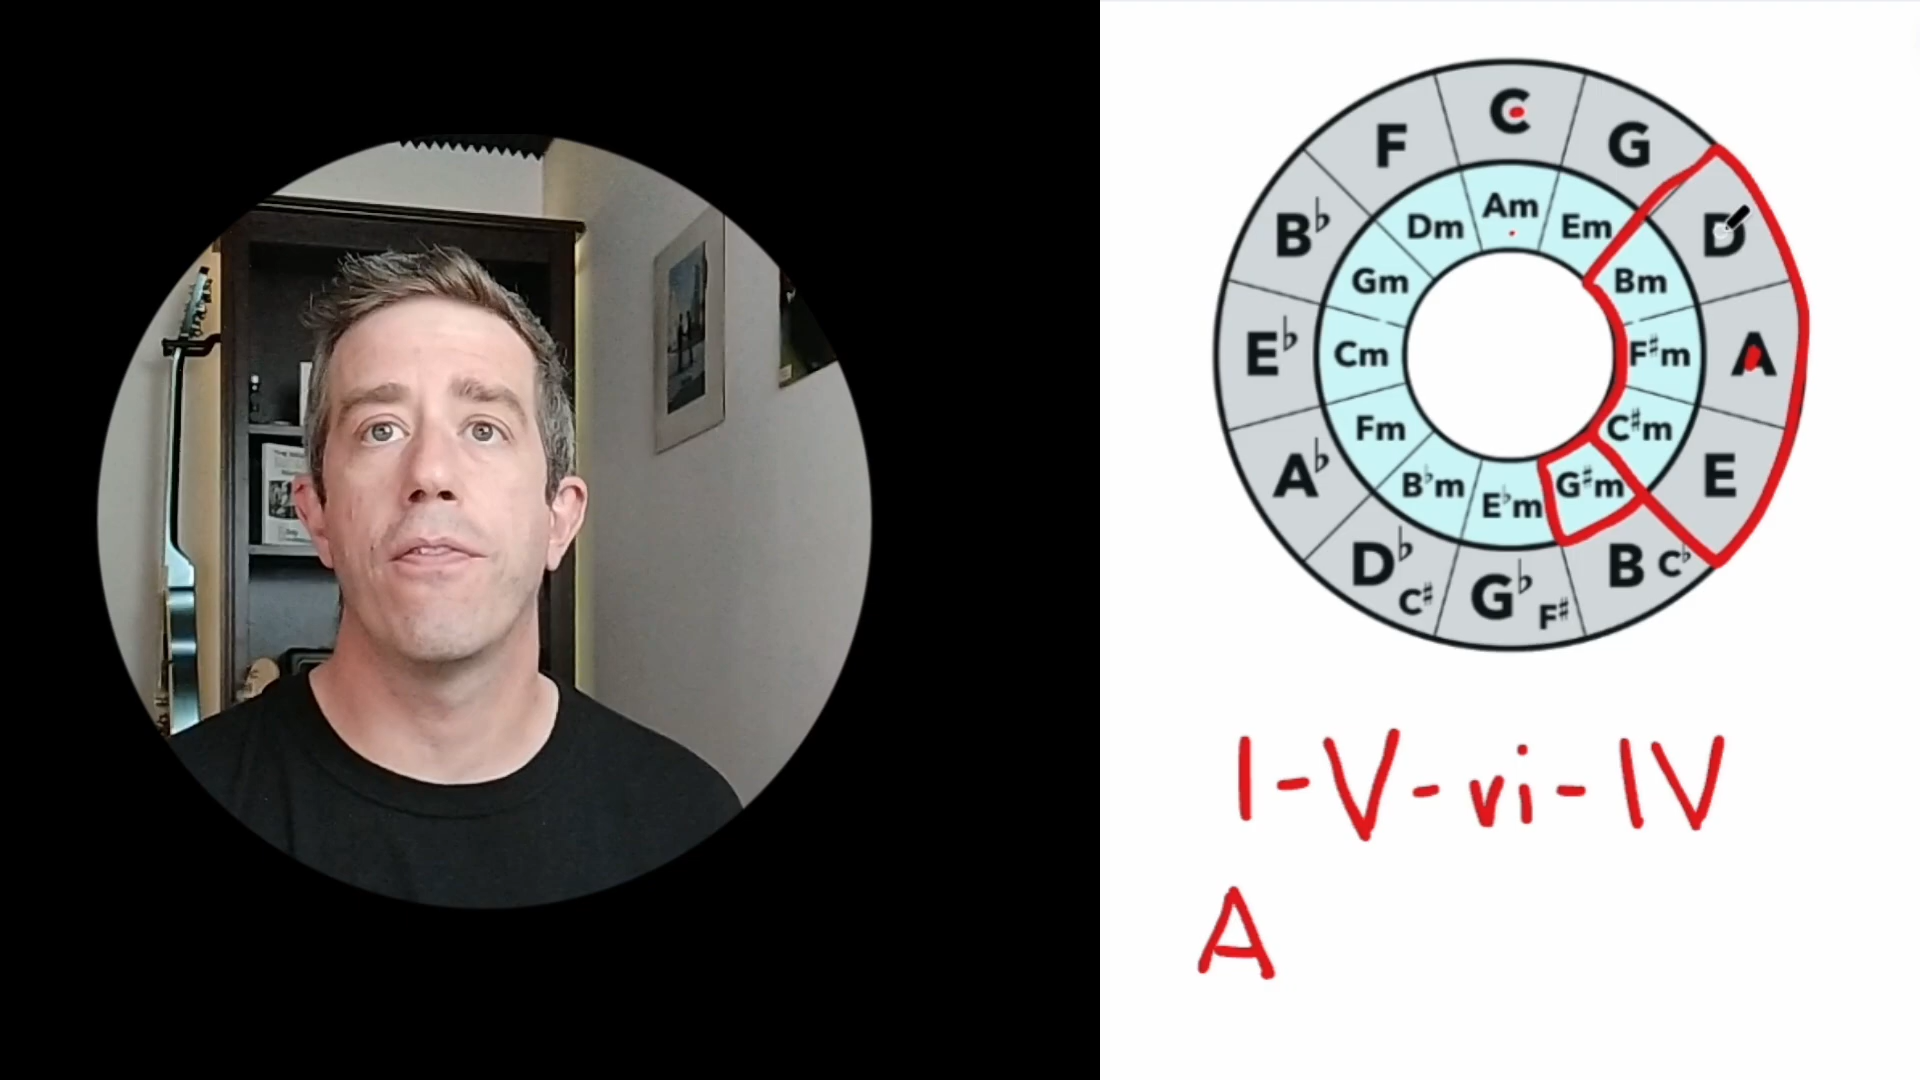 C
F G
B♭ D
Am
Dm Em
Gm Bm
E♭ Cm F♯m A
Fm C♯m
A♭ B♭m G♯m E
E♭m
D♭ C♯ G♭ F♯ B C♭
I - V - vi - IV
A